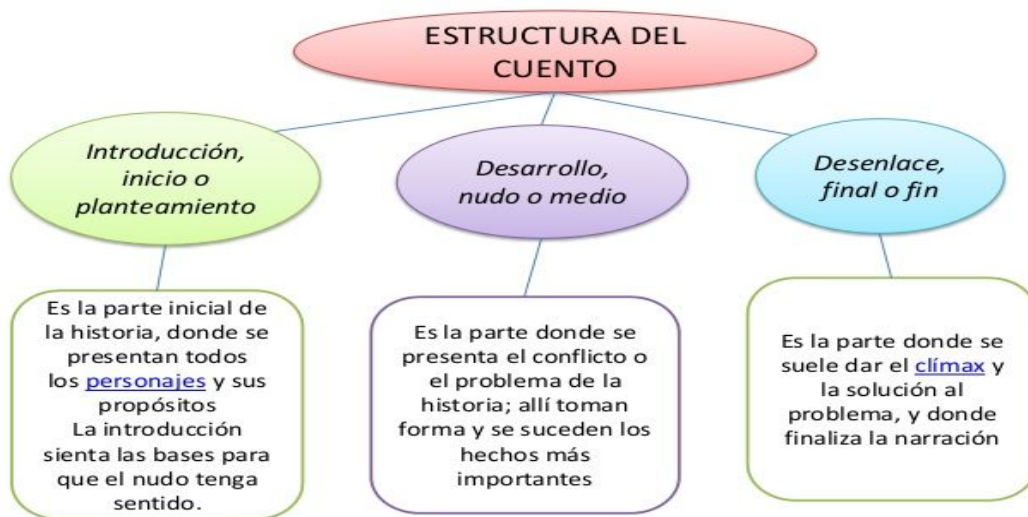 ESTRUCTURA DEL
CUENTO
Introducción,
inicio o
planteamiento
Desarrollo,
nudo o medio
Desenlace,
final o fin
Es la parte inicial de
la historia, donde se
presentan todos
los personajes y sus
propósitos
La introducción
sienta las bases para
que el nudo tenga
sentido.
Es la parte donde se
presenta el conflicto o
el problema de la
historia; allí toman
forma y se suceden los
hechos más
importantes
Es la parte donde se
suele dar el clímax y
la solución al
problema, y donde
finaliza la narración